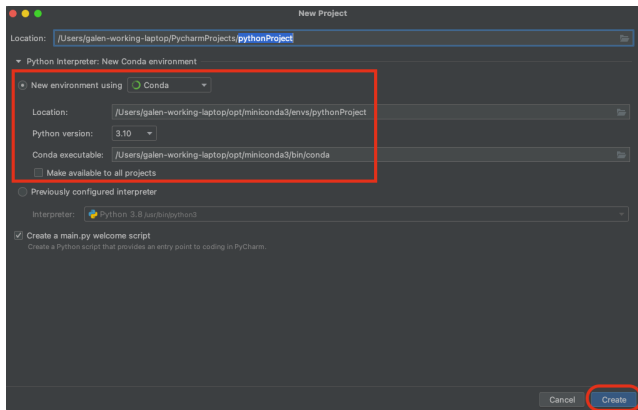 New Project
Location: /Users/galen-working-laptop/PycharmProjects/pythonProject
Python Interpreter: New Conda environment
New environment using Conda
Location: /Users/galen-working-laptop/opt/miniconda3/envs/pythonProject
Python version: 3.10
Conda executable: /Users/galen-working-laptop/opt/miniconda3/bin/conda
Make available to all projects
Previously configured interpreter
Interpreter: Python 3.8 /usr/bin/python3
Create a main.py welcome script
Create a Python script that provides an entry point to coding in PyCharm.
Cancel Create